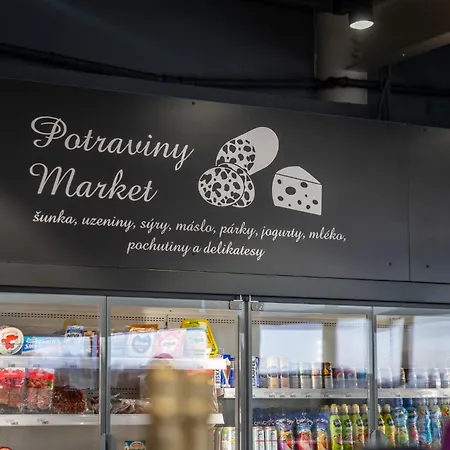 Potraviny
Market
šunka, uzeniny, sýry, máslo, párky, jogurty, mléko,
pochutiny a delikatesy